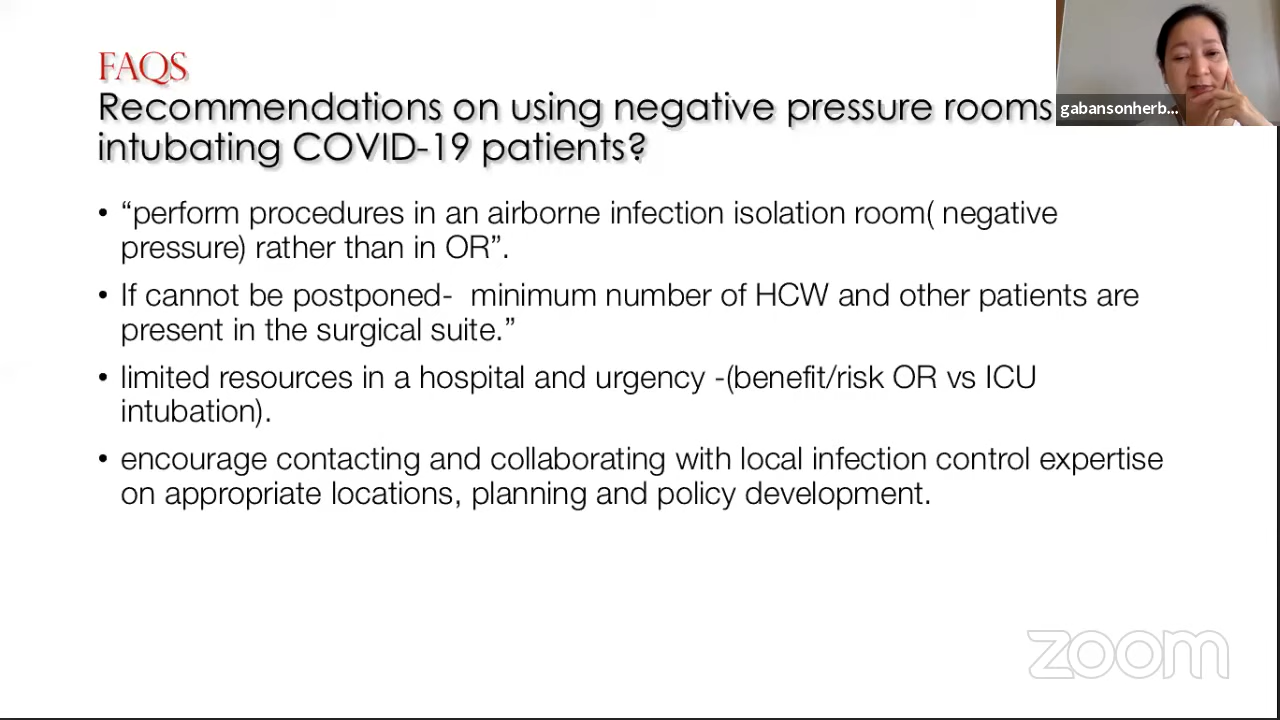 FAQS
Recommendations on using negative pressure rooms
intubating COVID-19 patients?
gabansonherb...
• “perform procedures in an airborne infection isolation room( negative
pressure) rather than in OR”.
• If cannot be postponed- minimum number of HCW and other patients are
present in the surgical suite.”
• limited resources in a hospital and urgency -(benefit/risk OR vs ICU
intubation).
• encourage contacting and collaborating with local infection control expertise
on appropriate locations, planning and policy development.
zoom